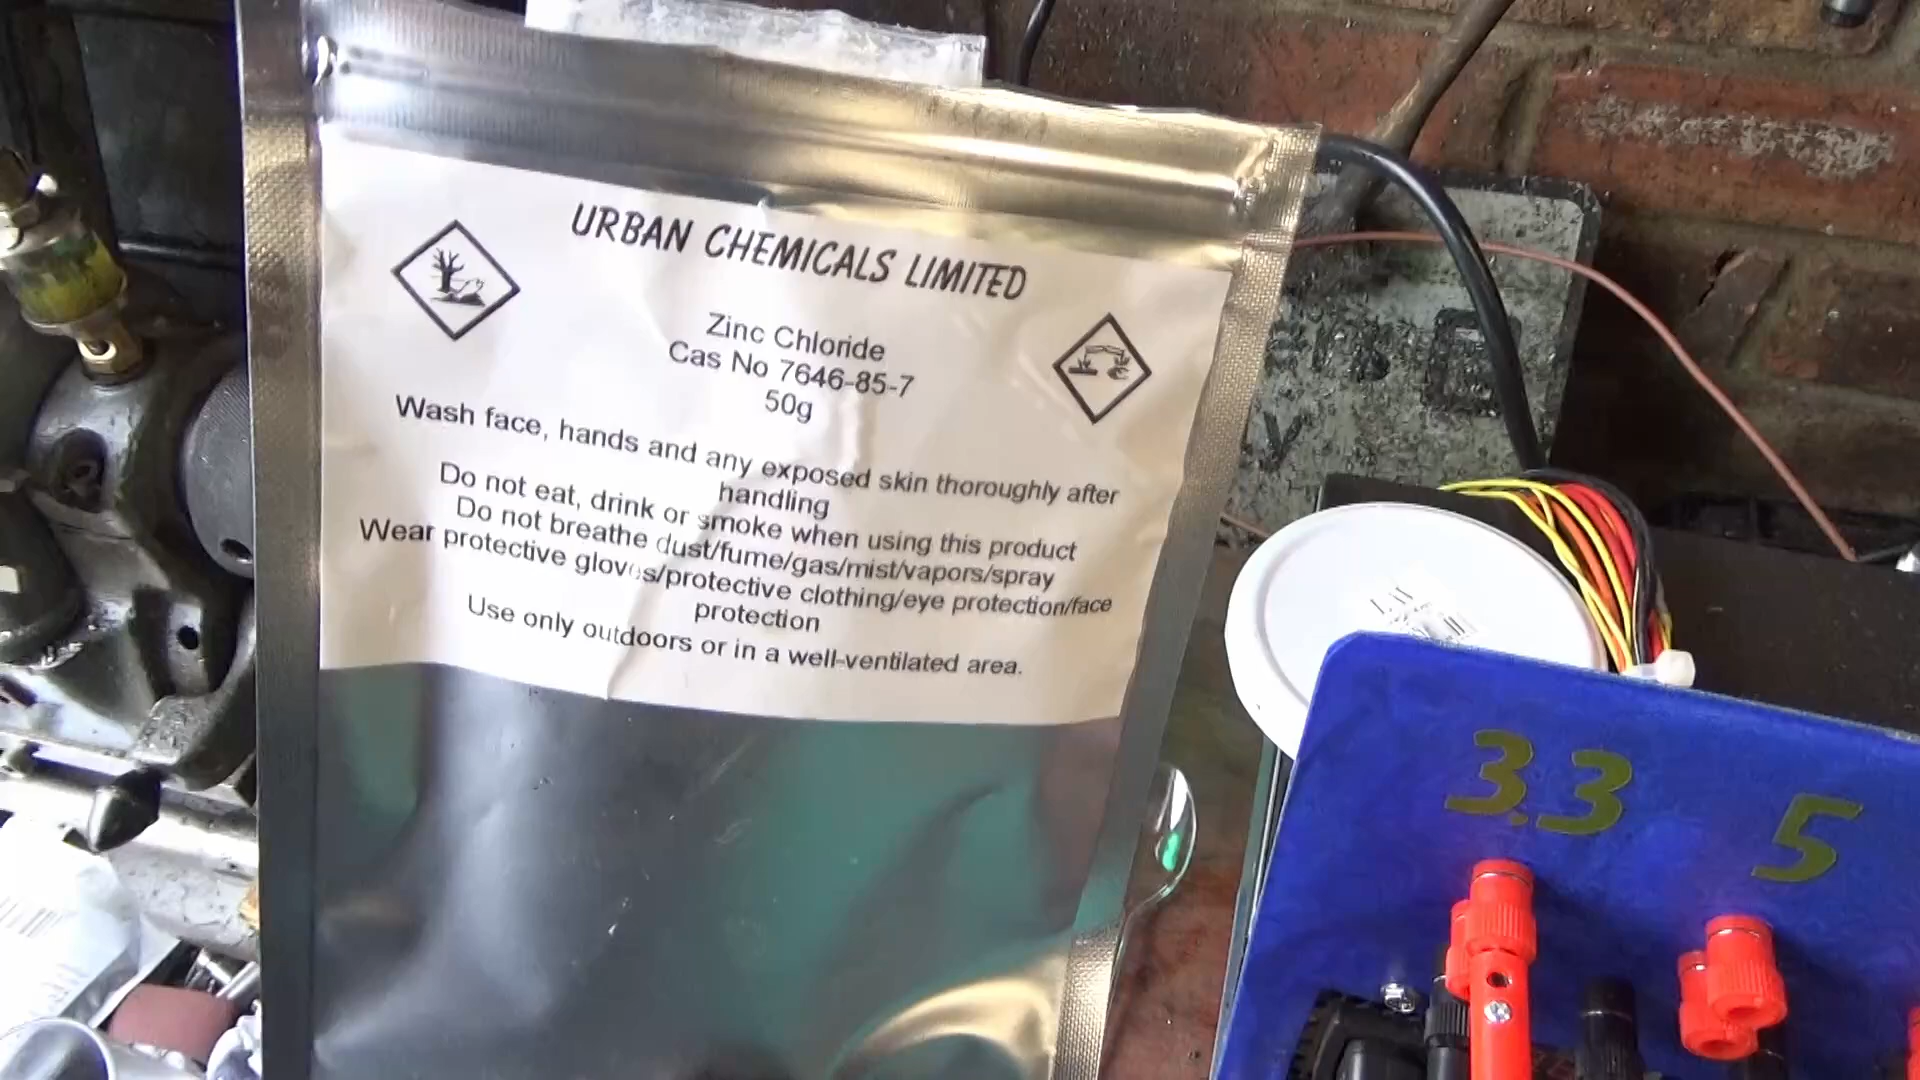 URBAN CHEMICALS LIMITED
Zinc Chloride
Cas No 7646-85-7
50g
Wash face, hands and any exposed skin thoroughly after
handling
Do not eat, drink or smoke when using this product
Do not breathe dust/fume/gas/mist/vapors/spray
Wear protective gloves/protective clothing/eye protection/face
protection
Use only outdoors or in a well-ventilated area.
3.3
5